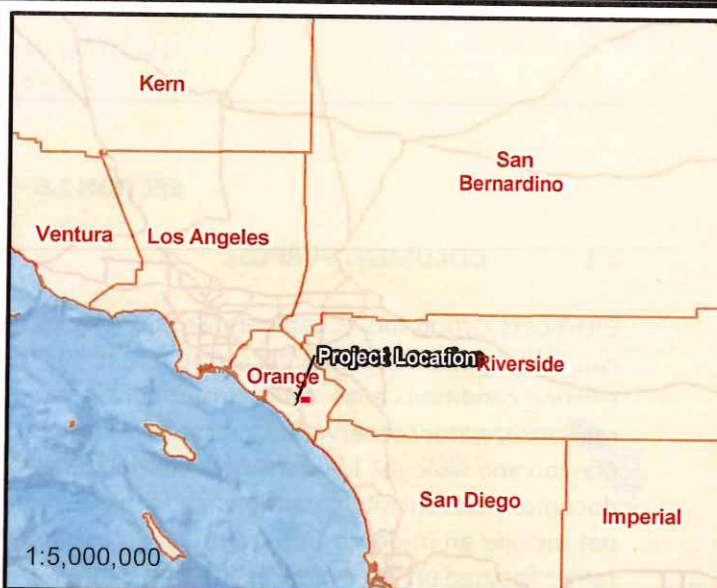 Kern
San
Bernardino
Ventura
Los Angeles
Project Location
Riverside
Orange
San Diego
Imperial
1:5,000,000